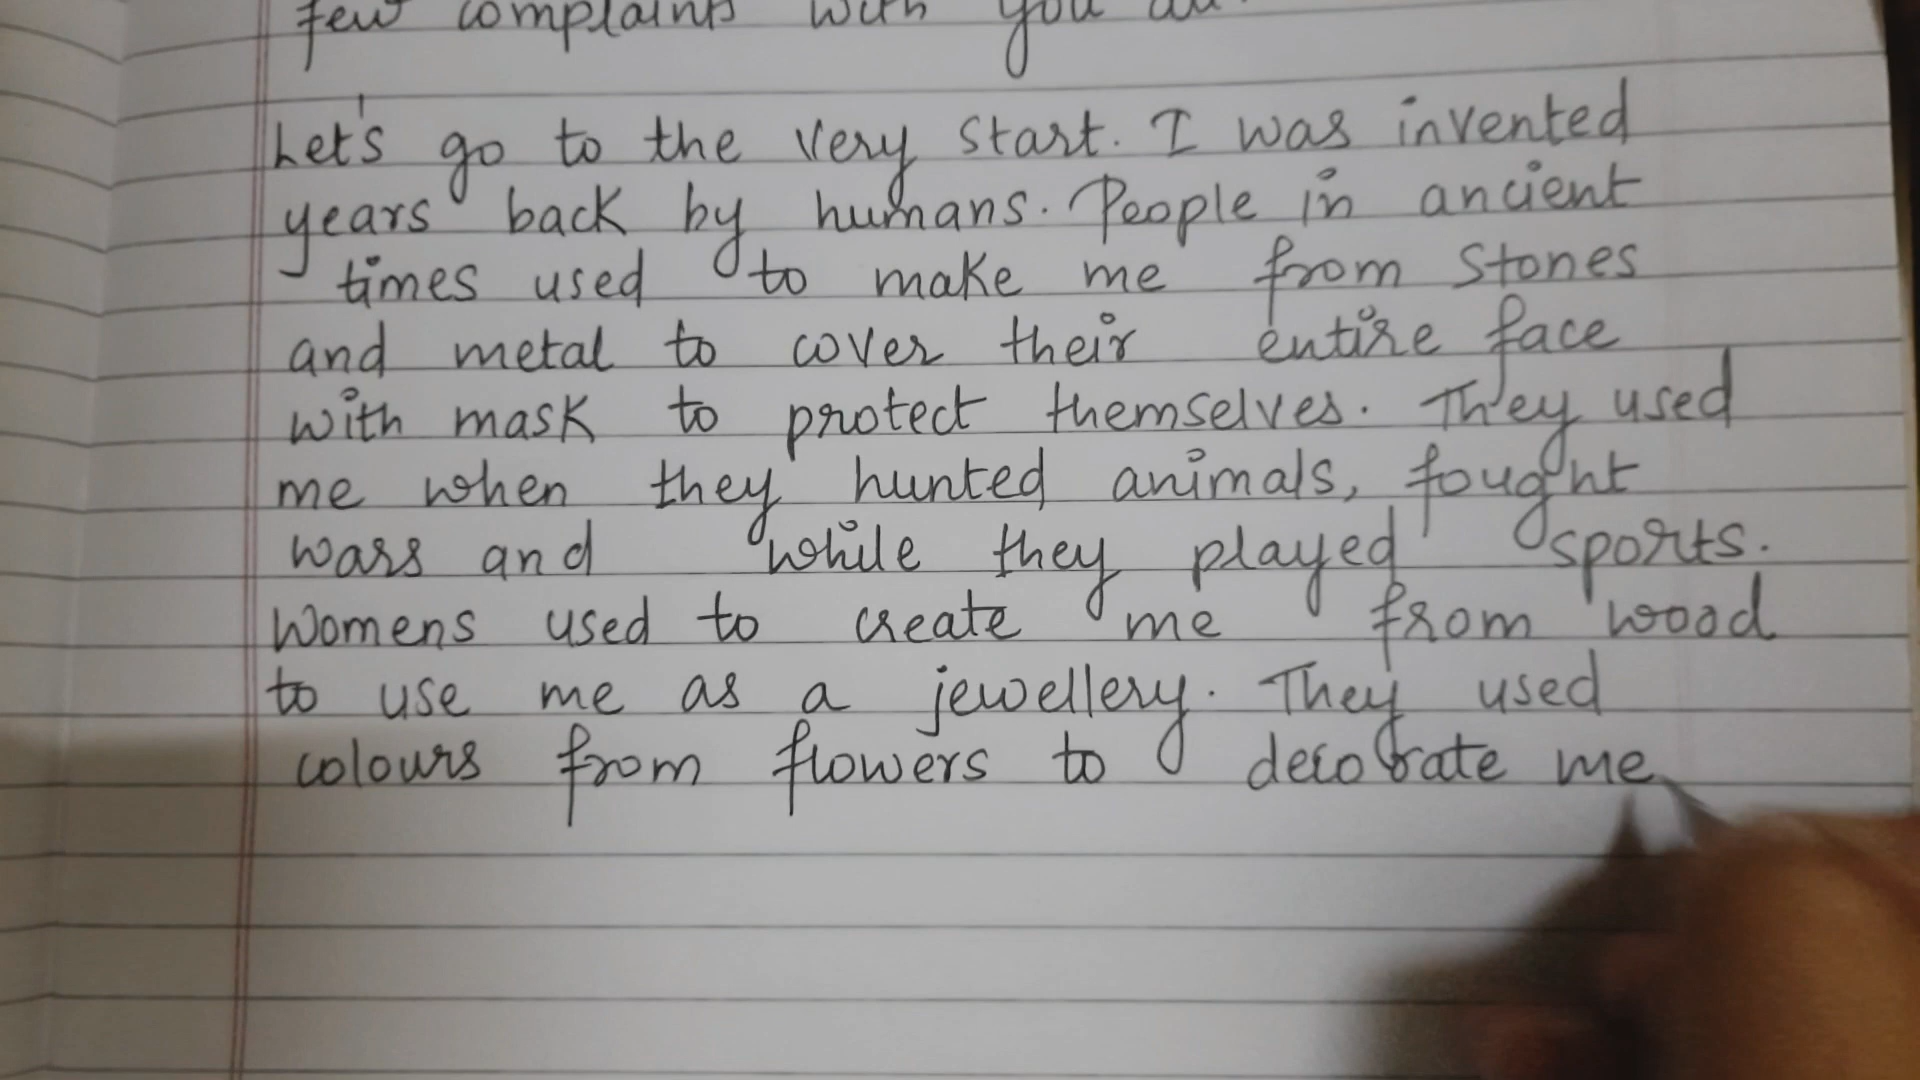 few complaints with you all.
Let's go to the very start. I was invented
years back by humans. People in ancient
times used to make me from stones
and metal to cover their entire face
with mask to protect themselves. They used
me when they hunted animals, fought
wars and while they played sports.
Womens used to create me from wood
to use me as a jewellery. They used
colours from flowers to decorate me